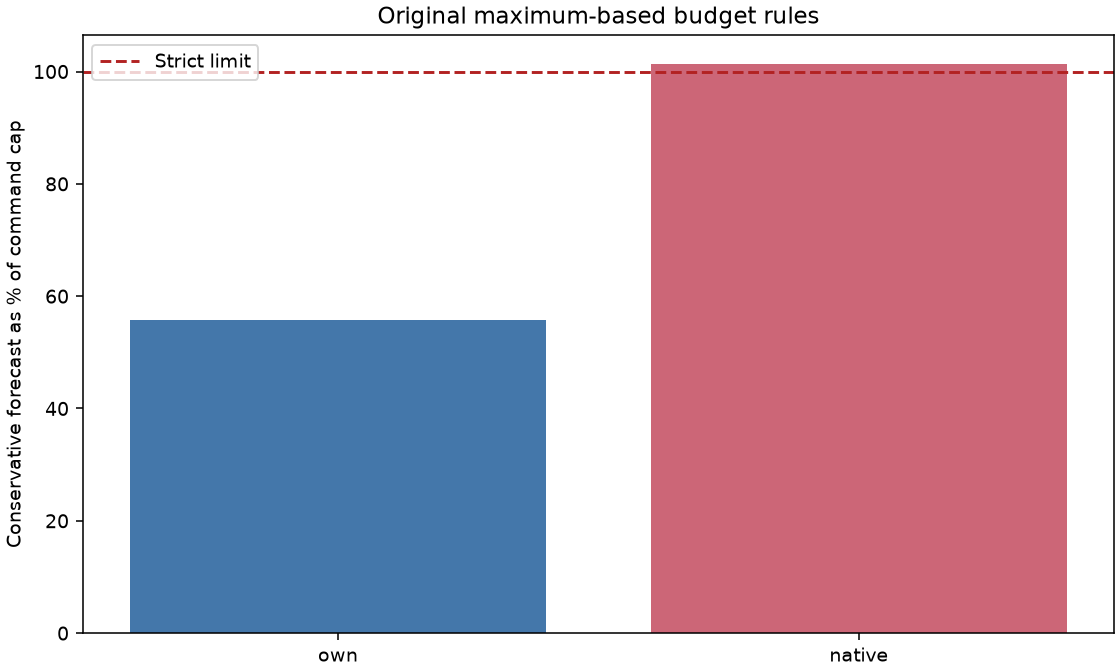 Original maximum-based budget rules
Strict limit
Conservative forecast as % of command cap
100
80
60
40
20
0
own
native